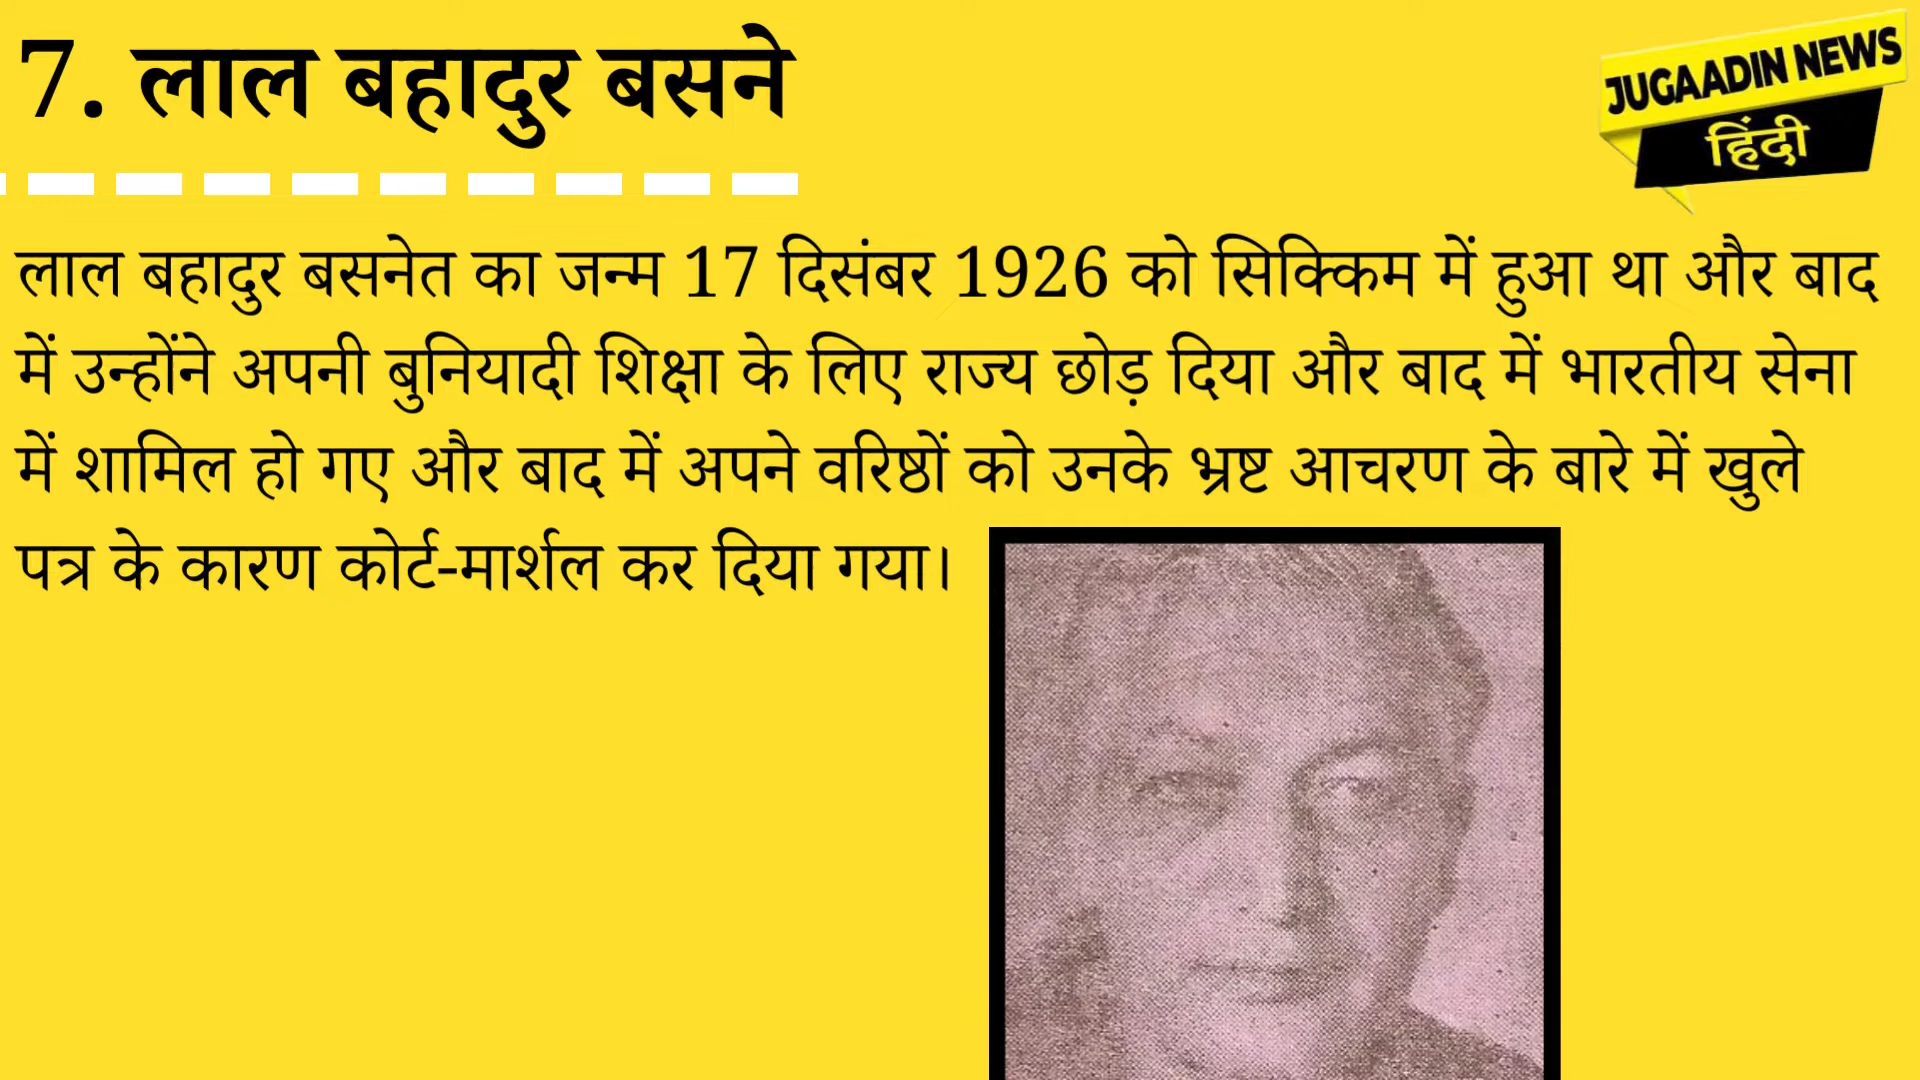 7. लाल बहादुर बसने
JUGAADIN NEWS
हिंदी
लाल बहादुर बसनेत का जन्म 17 दिसंबर 1926 को सिक्किम में हुआ था और बाद
में उन्होंने अपनी बुनियादी शिक्षा के लिए राज्य छोड़ दिया और बाद में भारतीय सेना
में शामिल हो गए और बाद में अपने वरिष्ठों को उनके भ्रष्ट आचरण के बारे में खुले
पत्र के कारण कोर्ट-मार्शल कर दिया गया।